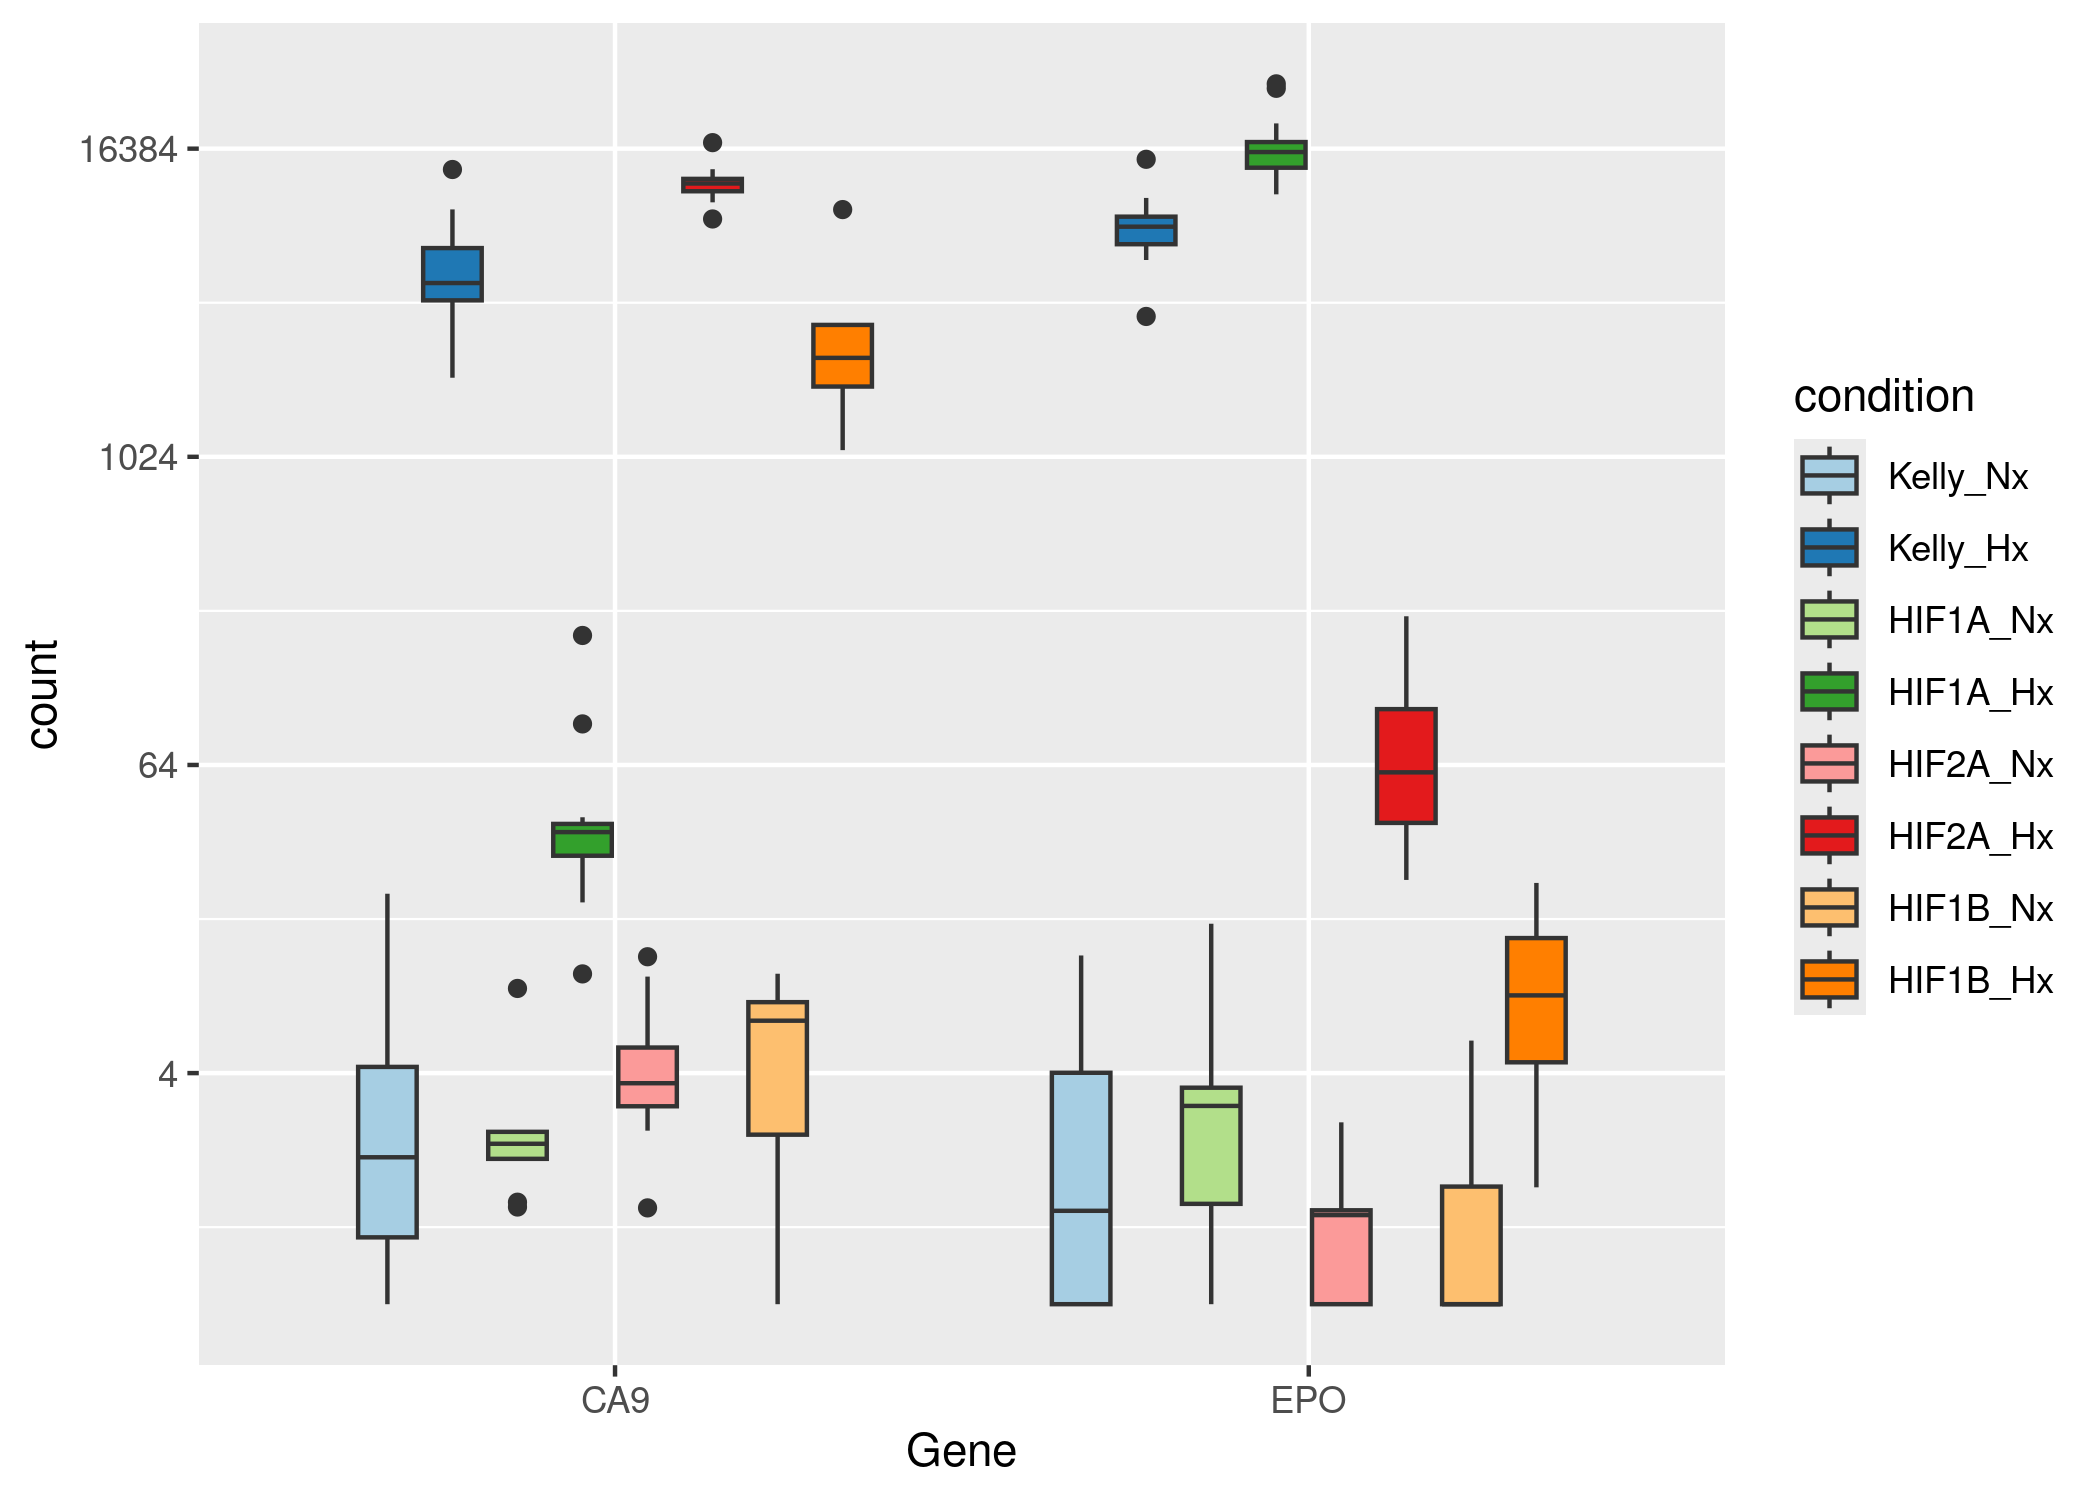 count
16384
1024
64
4
CA9
EPO
Gene
condition
Kelly_Nx
Kelly_Hx
HIF1A_Nx
HIF1A_Hx
HIF2A_Nx
HIF2A_Hx
HIF1B_Nx
HIF1B_Hx